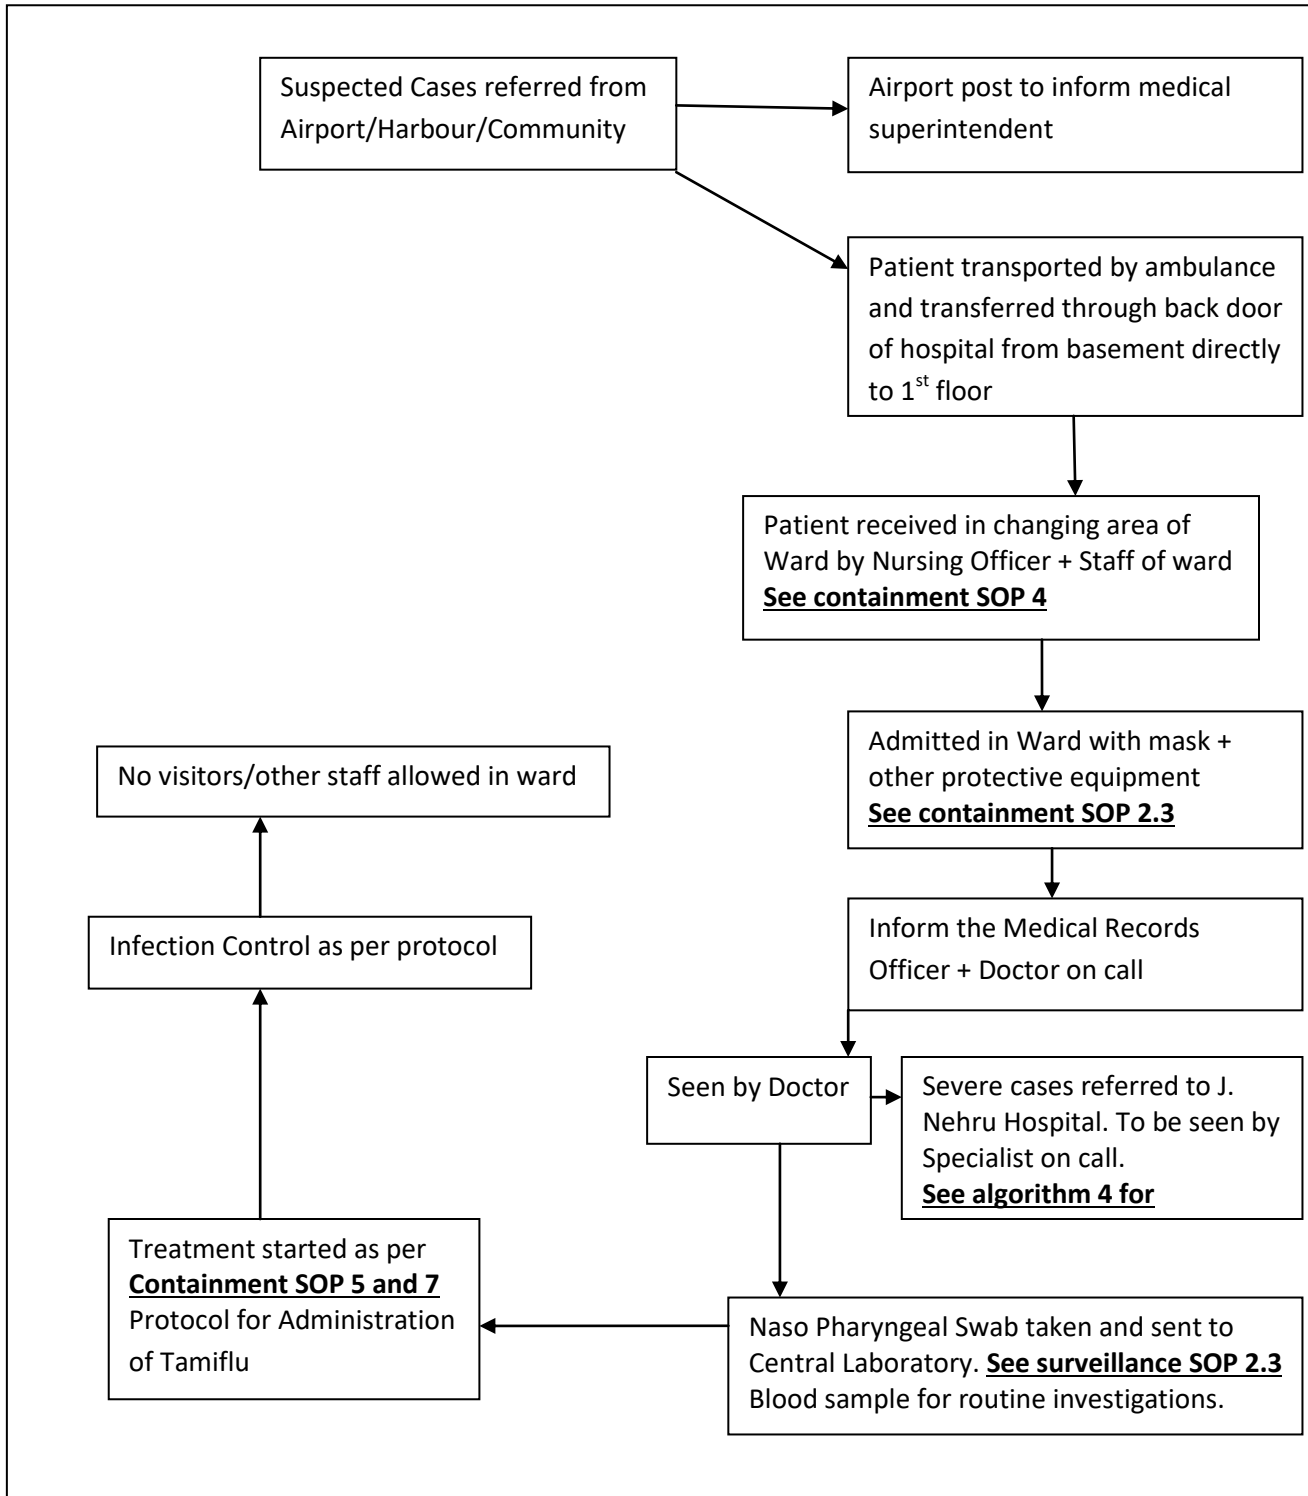 Suspected Cases referred from
Airport/Harbour/Community
Airport post to inform medical
superintendent
Patient transported by ambulance
and transferred through back door
of hospital from basement directly
to 1st floor
Patient received in changing area of
Ward by Nursing Officer + Staff of ward
See containment SOP 4
Admitted in Ward with mask +
other protective equipment
See containment SOP 2.3
Inform the Medical Records
Officer + Doctor on call
Seen by Doctor
Severe cases referred to J.
Nehru Hospital. To be seen by
Specialist on call.
See algorithm 4 for
Naso Pharyngeal Swab taken and sent to
Central Laboratory. See surveillance SOP 2.3
Blood sample for routine investigations.
Treatment started as per
Containment SOP 5 and 7
Protocol for Administration
of Tamiflu
Infection Control as per protocol
No visitors/other staff allowed in ward